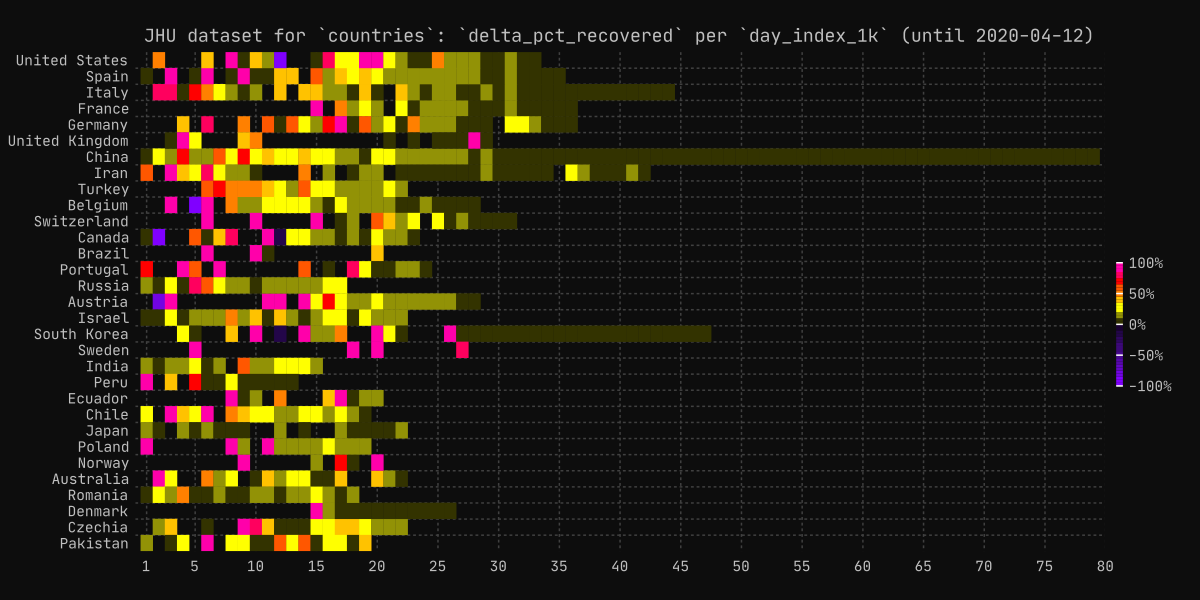 JHU dataset for `countries`: `delta_pct_recovered` per `day_index_1k` (until 2020-04-12)
United States
Spain
Italy
France
Germany
United Kingdom
China
Iran
Turkey
Belgium
Switzerland
Canada
Brazil
Portugal
Russia
Austria
Israel
South Korea
Sweden
India
Peru
Ecuador
Chile
Japan
Poland
Norway
Australia
Romania
Denmark
Czechia
Pakistan
1 5 10 15 20 25 30 35 40 45 50 55 60 65 70 75 80
100%
50%
0%
-50%
-100%